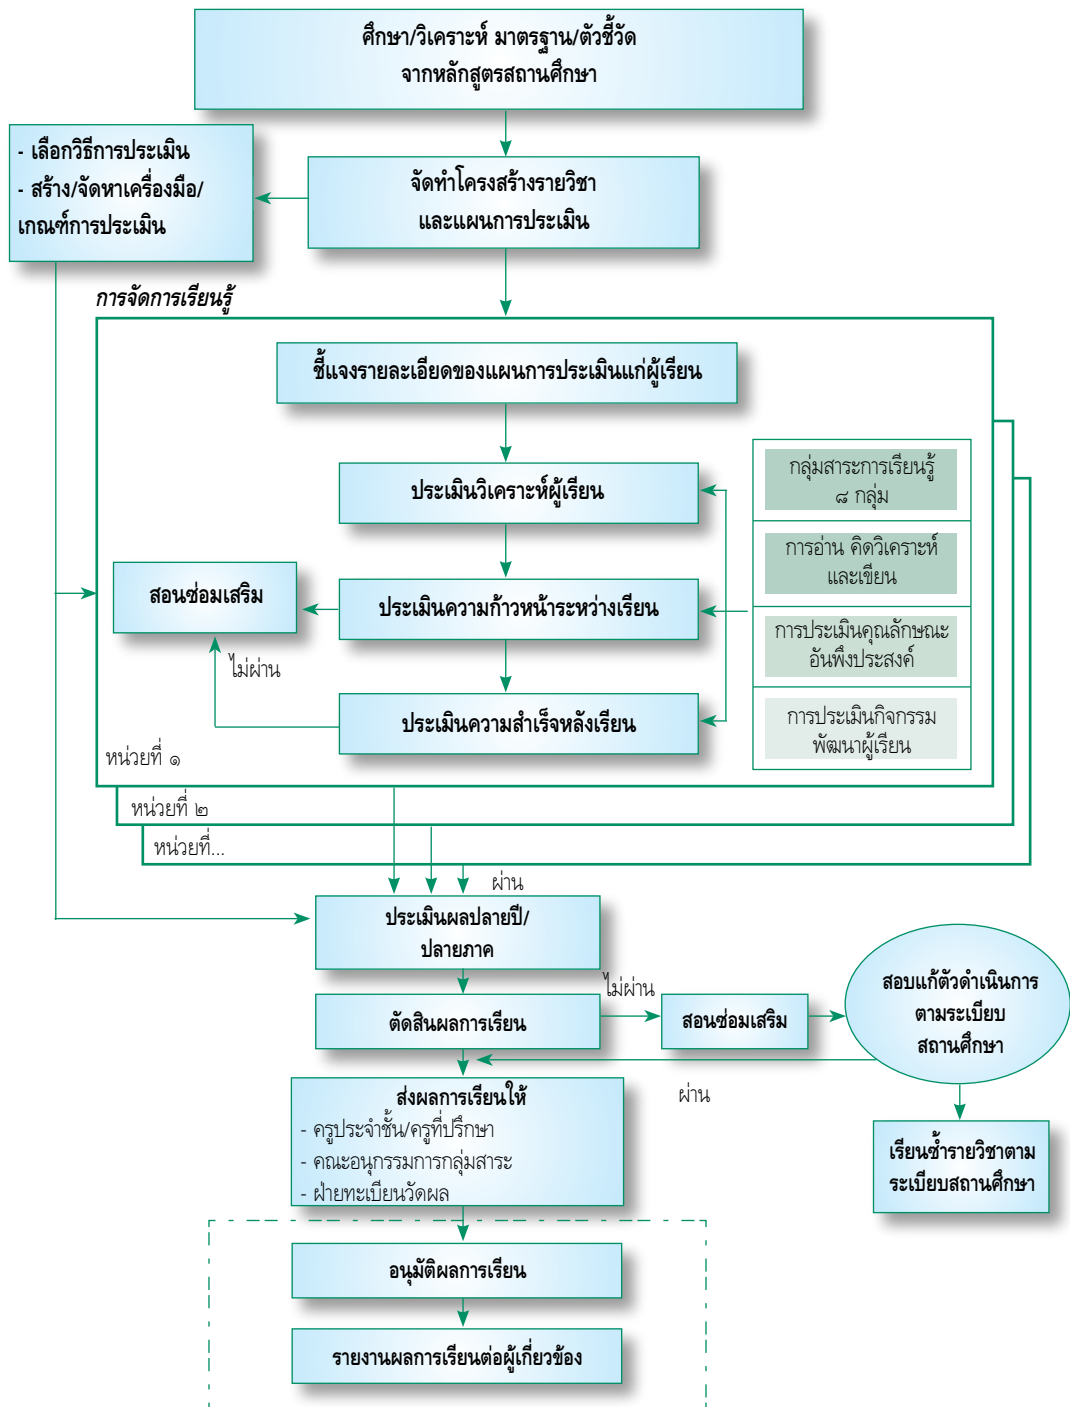 ศึกษา/วิเคราะห์ มาตรฐาน/ตัวชี้วัด
จากหลักสูตรสถานศึกษา
- เลือกวิธีการประเมิน
- สร้าง/จัดหาเครื่องมือ/
เกณฑ์การประเมิน
จัดทำโครงสร้างรายวิชา
และแผนการประเมิน
การจัดการเรียนรู้
ชี้แจงรายละเอียดของแผนการประเมินแก่ผู้เรียน
ประเมินวิเคราะห์ผู้เรียน
กลุ่มสาระการเรียนรู้
๘ กลุ่ม
การอ่าน คิดวิเคราะห์
และเขียน
สอนซ่อมเสริม
ประเมินความก้าวหน้าระหว่างเรียน
การประเมินคุณลักษณะ
อันพึงประสงค์
ไม่ผ่าน
ประเมินความสำเร็จหลังเรียน
การประเมินกิจกรรม
พัฒนาผู้เรียน
หน่วยที่ ๑
หน่วยที่ ๒
หน่วยที่...
ผ่าน
ประเมินผลปลายปี/
ปลายภาค
ไม่ผ่าน
ตัดสินผลการเรียน
สอนซ่อมเสริม
สอบแก้ตัวดำเนินการ
ตามระเบียบ
สถานศึกษา
ผ่าน
ส่งผลการเรียนให้
- ครูประจำชั้น/ครูที่ปรึกษา
- คณะอนุกรรมการกลุ่มสาระ
- ฝ่ายทะเบียนวัดผล
เรียนซ้ำรายวิชาตาม
ระเบียบสถานศึกษา
อนุมัติผลการเรียน
รายงานผลการเรียนต่อผู้เกี่ยวข้อง